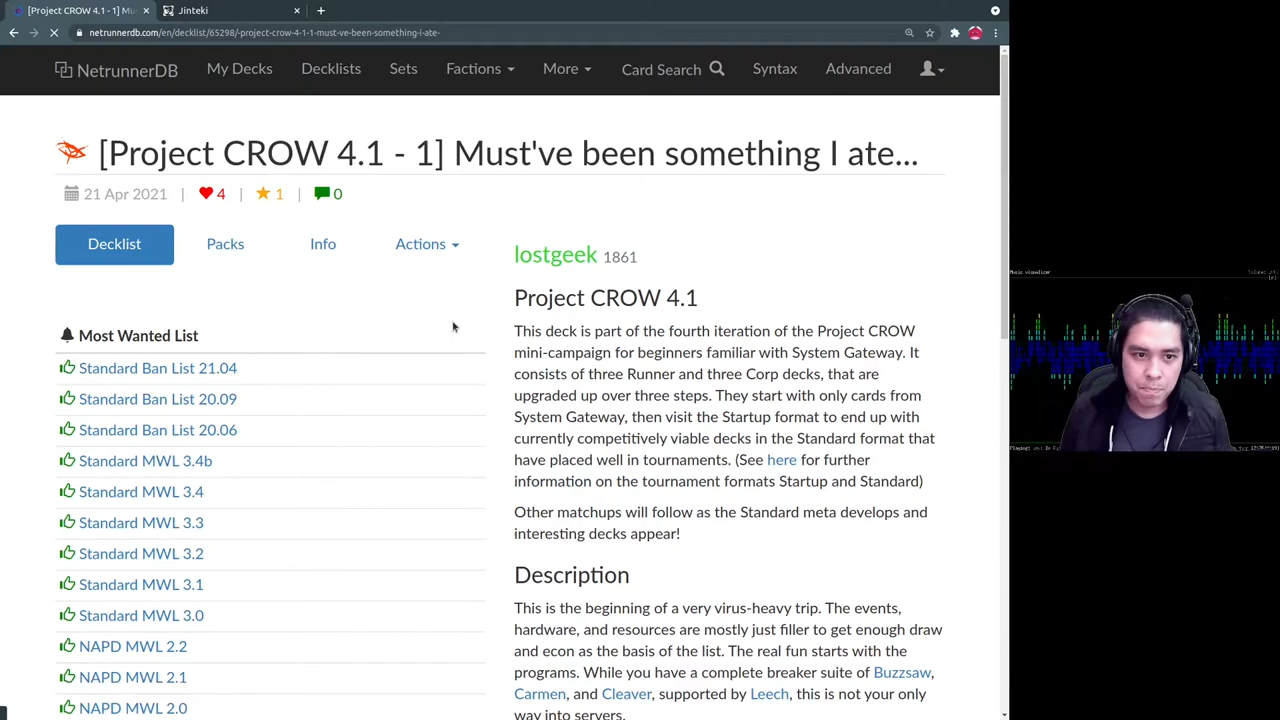 [Project CROW 4.1 - 1] Mus
Jinteki
netrunnerdb.com/en/decklist/65298/-project-crow-4-1-1-must-ve-been-something-i-ate-
NetrunnerDB
My Decks
Decklists
Sets
Factions
More
Card Search
Syntax
Advanced
[Project CROW 4.1 - 1] Must've been something I ate...
21 Apr 2021 | 4 | 1 | 0
Decklist
Packs
Info
Actions
Most Wanted List
Standard Ban List 21.04
Standard Ban List 20.09
Standard Ban List 20.06
Standard MWL 3.4b
Standard MWL 3.4
Standard MWL 3.3
Standard MWL 3.2
Standard MWL 3.1
Standard MWL 3.0
NAPD MWL 2.2
NAPD MWL 2.1
NAPD MWL 2.0
lostgeek 1861
Project CROW 4.1
This deck is part of the fourth iteration of the Project CROW
mini-campaign for beginners familiar with System Gateway. It
consists of three Runner and three Corp decks, that are
upgraded up over three steps. They start with only cards from
System Gateway, then visit the Startup format to end up with
currently competitively viable decks in the Standard format that
have placed well in tournaments. (See here for further
information on the tournament formats Startup and Standard)
Other matchups will follow as the Standard meta develops and
interesting decks appear!
Description
This is the beginning of a very virus-heavy trip. The events,
hardware, and resources are mostly just filler to get enough draw
and econ as the basis of the list. The real fun starts with the
programs. While you have a complete breaker suite of Buzzsaw,
Carmen, and Cleaver, supported by Leech, this is not your only
way into servers.
Music visualizer